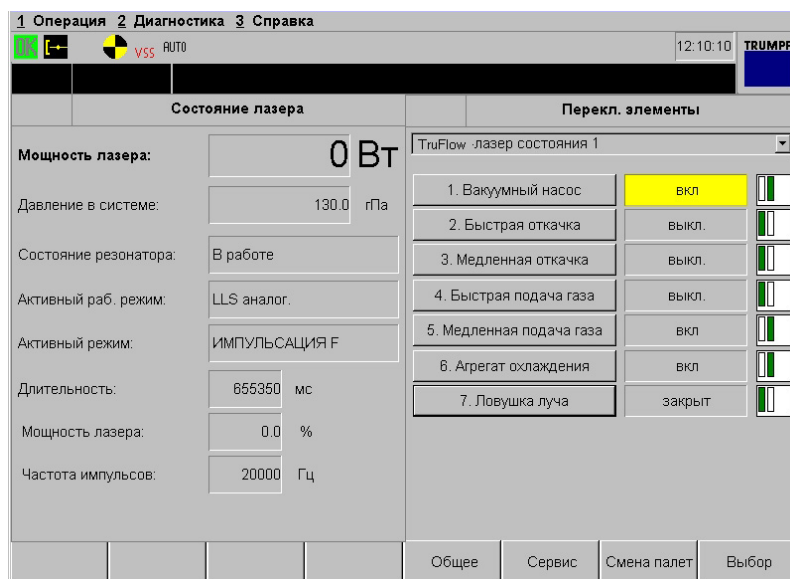 1 Операция 2 Диагностика 3 Справка
OK VSS AUTO 12:10:10 TRUMPF
Состояние лазера
Мощность лазера: 0 Вт
Давление в системе: 130.0 гПа
Состояние резонатора: В работе
Активный раб. режим: LLS аналог.
Активный режим: ИМПУЛЬСАЦИЯ F
Длительность: 655350 мс
Мощность лазера: 0.0 %
Частота импульсов: 20000 Гц
Перекл. элементы
TruFlow -лазер состояния 1
1. Вакуумный насос вкл
2. Быстрая откачка выкл.
3. Медленная откачка выкл.
4. Быстрая подача газа выкл.
5. Медленная подача газа вкл
6. Агрегат охлаждения вкл
7. Ловушка луча закрыт
Общее Сервис Смена палет Выбор